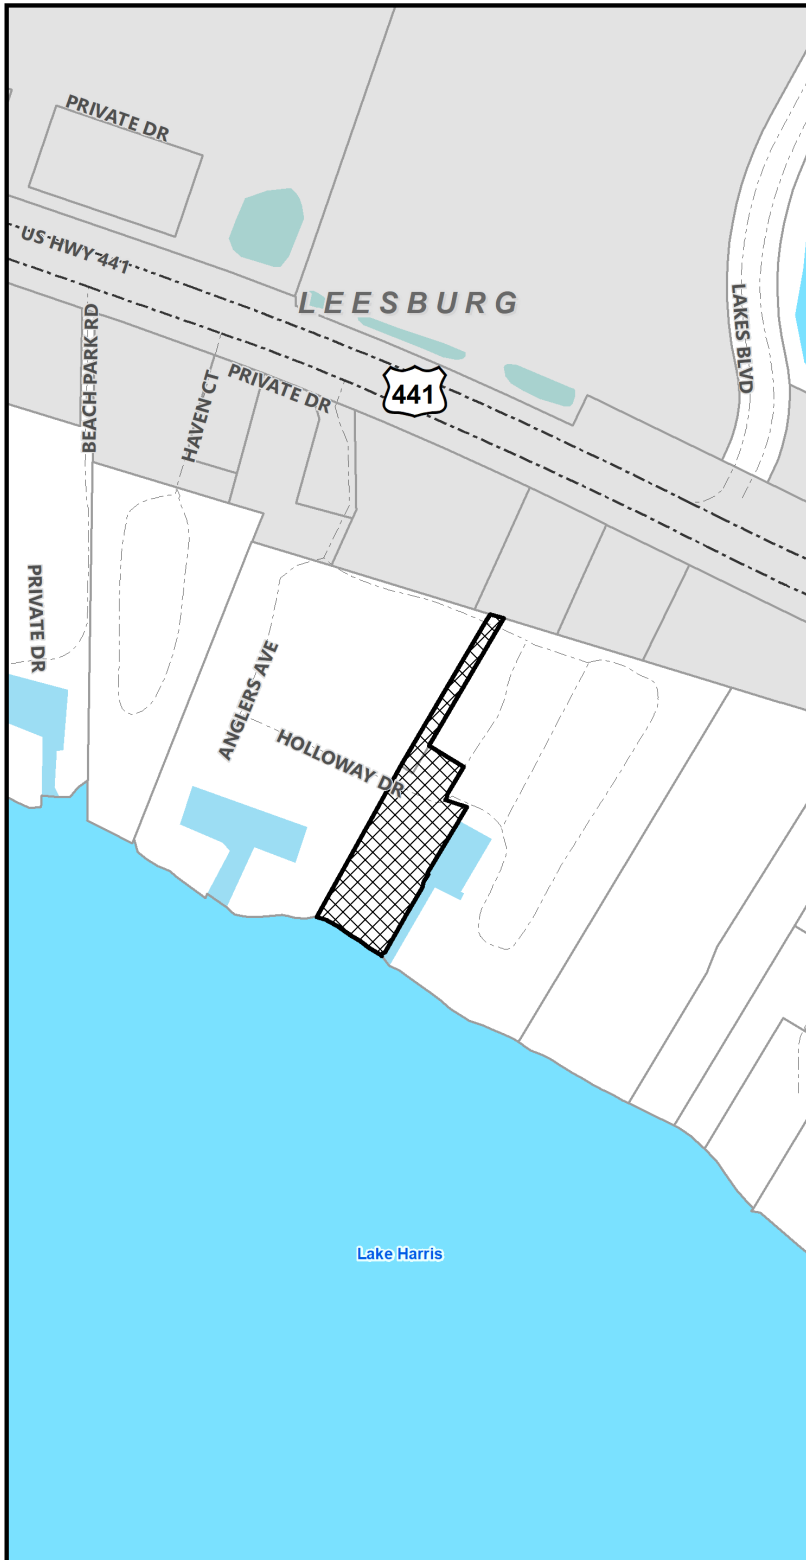 PRIVATE DR
US HWY 441
LEESBURG
LAKES BLVD
BEACH PARK RD
HAVEN CT
PRIVATE DR
441
PRIVATE DR
ANGLERS AVE
HOLLOWAY DR
Lake Harris